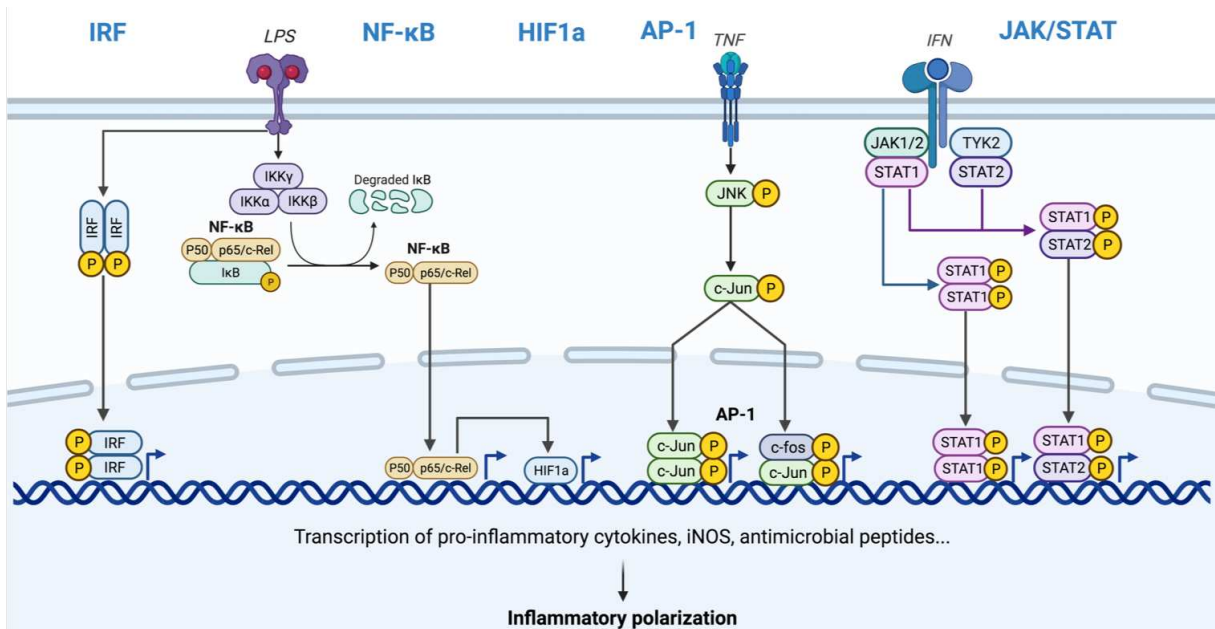 IRF
LPS
NF-κB
HIF1a
AP-1
TNF
IFN
JAK/STAT
JAK1/2
TYK2
STAT1
STAT2
IKKγ
IKKα
IKKβ
Degraded IκB
JNK
P
IRF
IRF
P
P
NF-κB
P50
p65/c-Rel
IκB
P
NF-κB
P50
p65/c-Rel
c-Jun
P
STAT1
P
STAT2
P
STAT1
P
STAT1
P
AP-1
P
IRF
P
IRF
P50
p65/c-Rel
HIF1a
c-Jun
P
c-Jun
P
c-fos
P
c-Jun
P
STAT1
P
STAT1
P
STAT1
P
STAT2
P
Transcription of pro-inflammatory cytokines, iNOS, antimicrobial peptides...
Inflammatory polarization